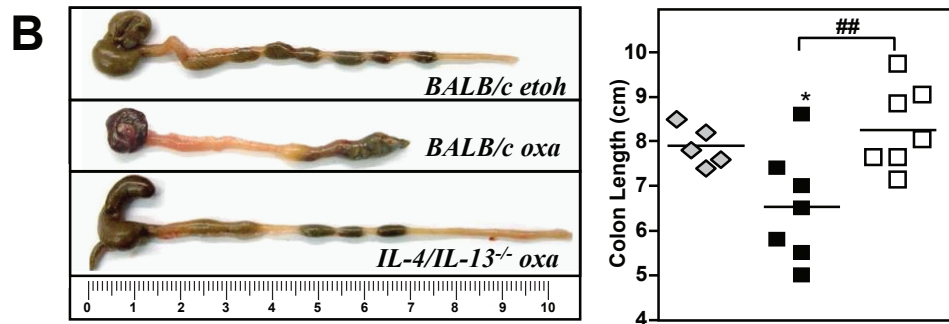 B
BALB/c etoh
BALB/c oxa
IL-4/IL-13-/- oxa
0 1 2 3 4 5 6 7 8 9 10
Colon Length (cm)
10
9
8
7
6
5
4
##
*